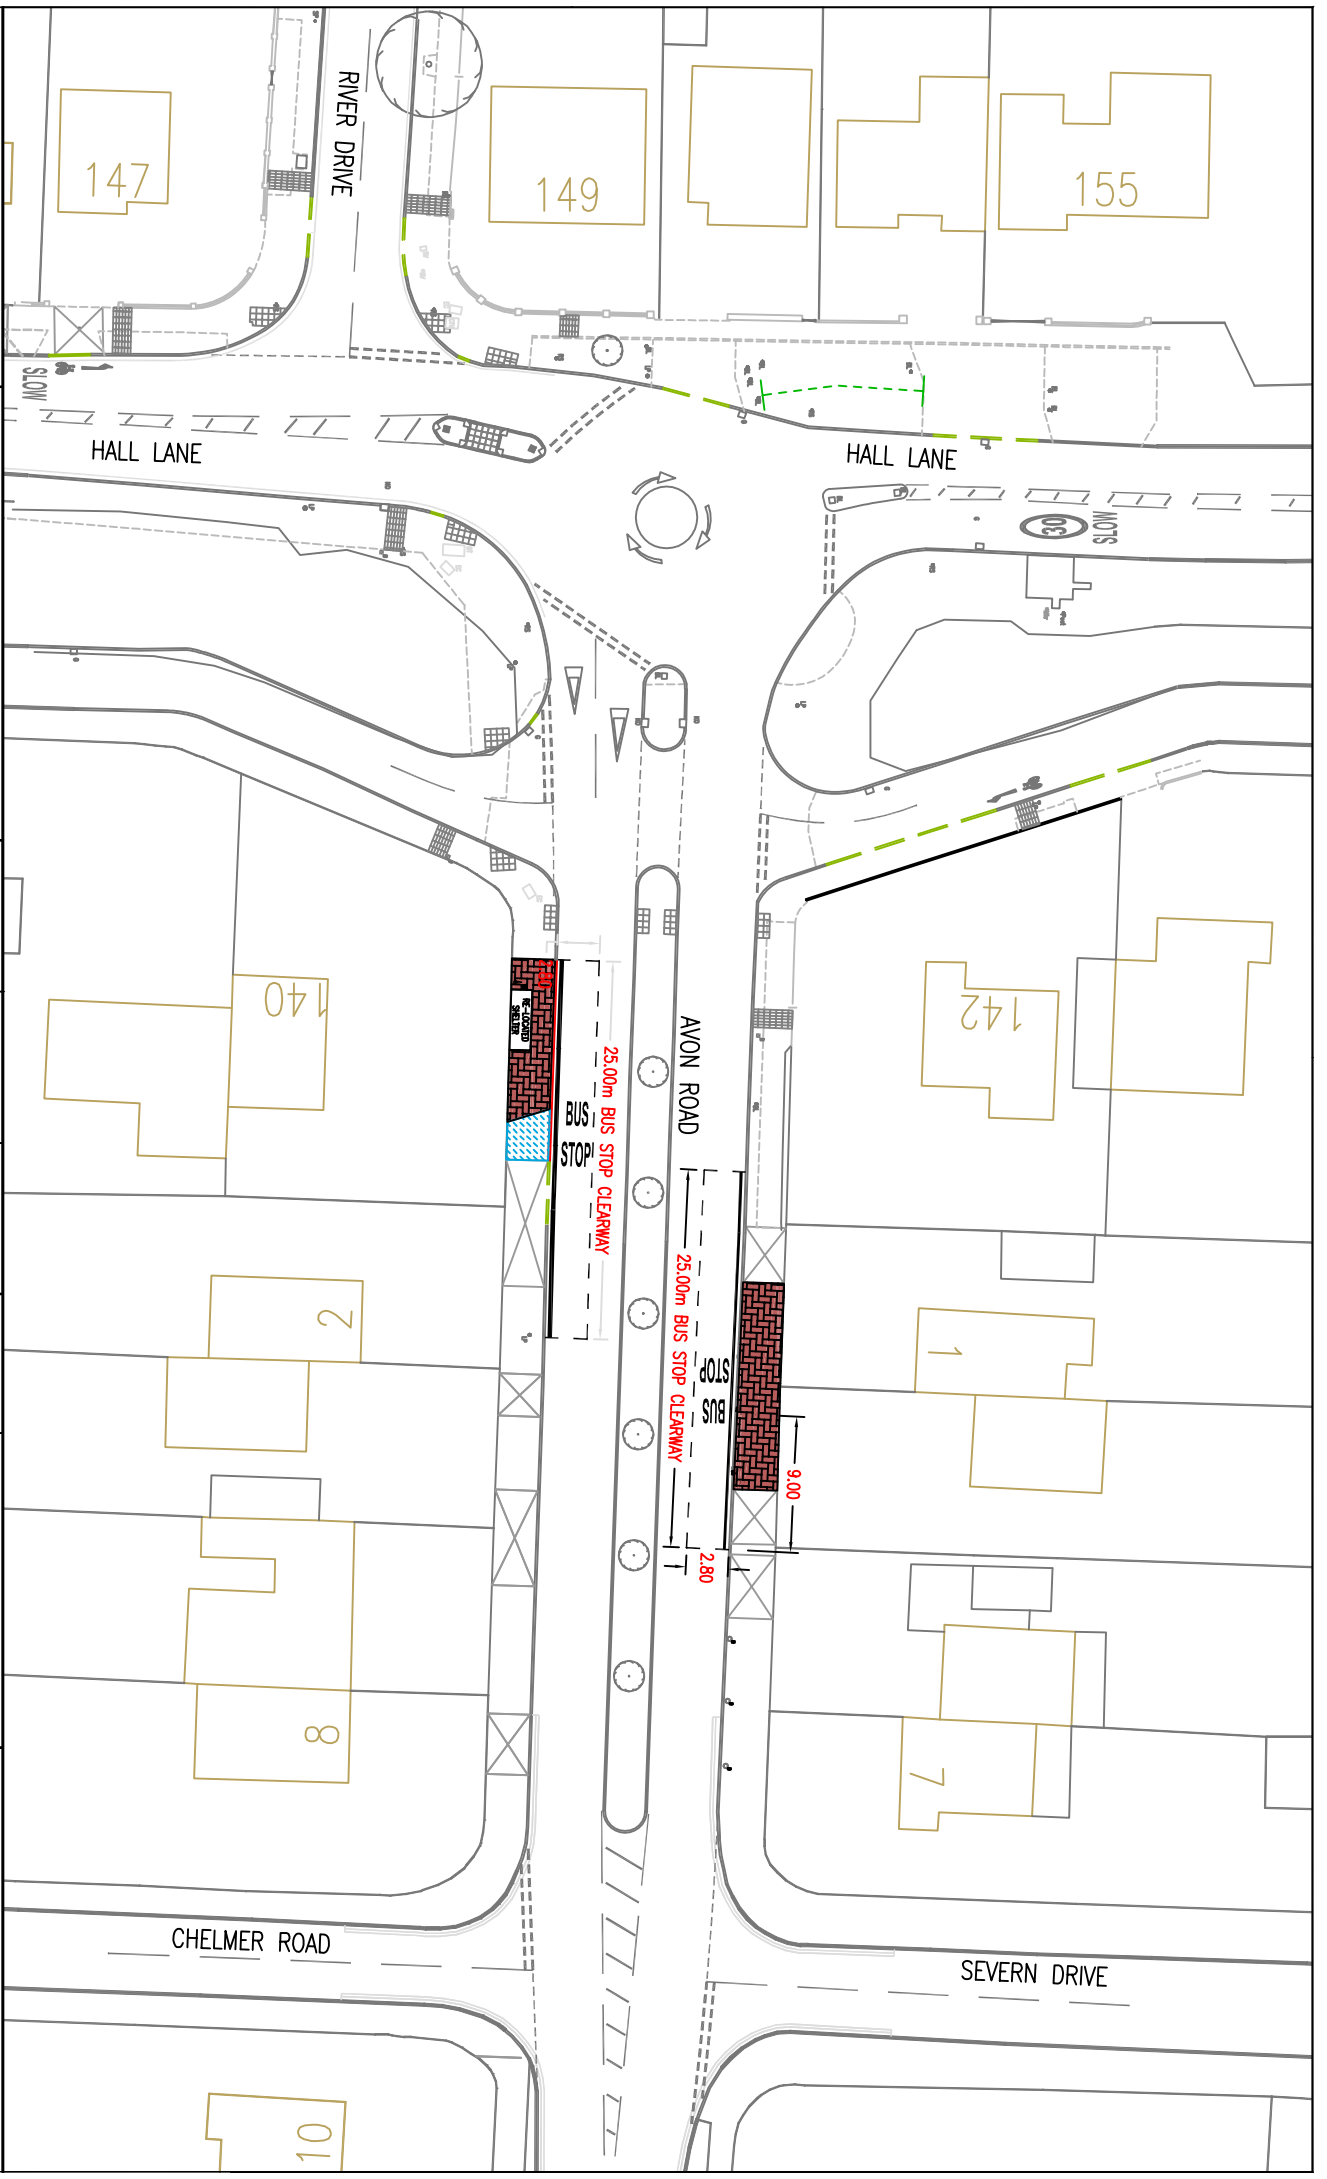 RIVER DRIVE
147
149
155
SLOW
HALL LANE
HALL LANE
30
SLOW
140
142
RE-LOCATED
SHELTER
AVON ROAD
BUS
STOP
25.00m BUS STOP CLEARWAY
25.00m BUS STOP CLEARWAY
BUS
STOP
2
1
9.00
2.80
8
7
CHELMER ROAD
SEVERN DRIVE
10